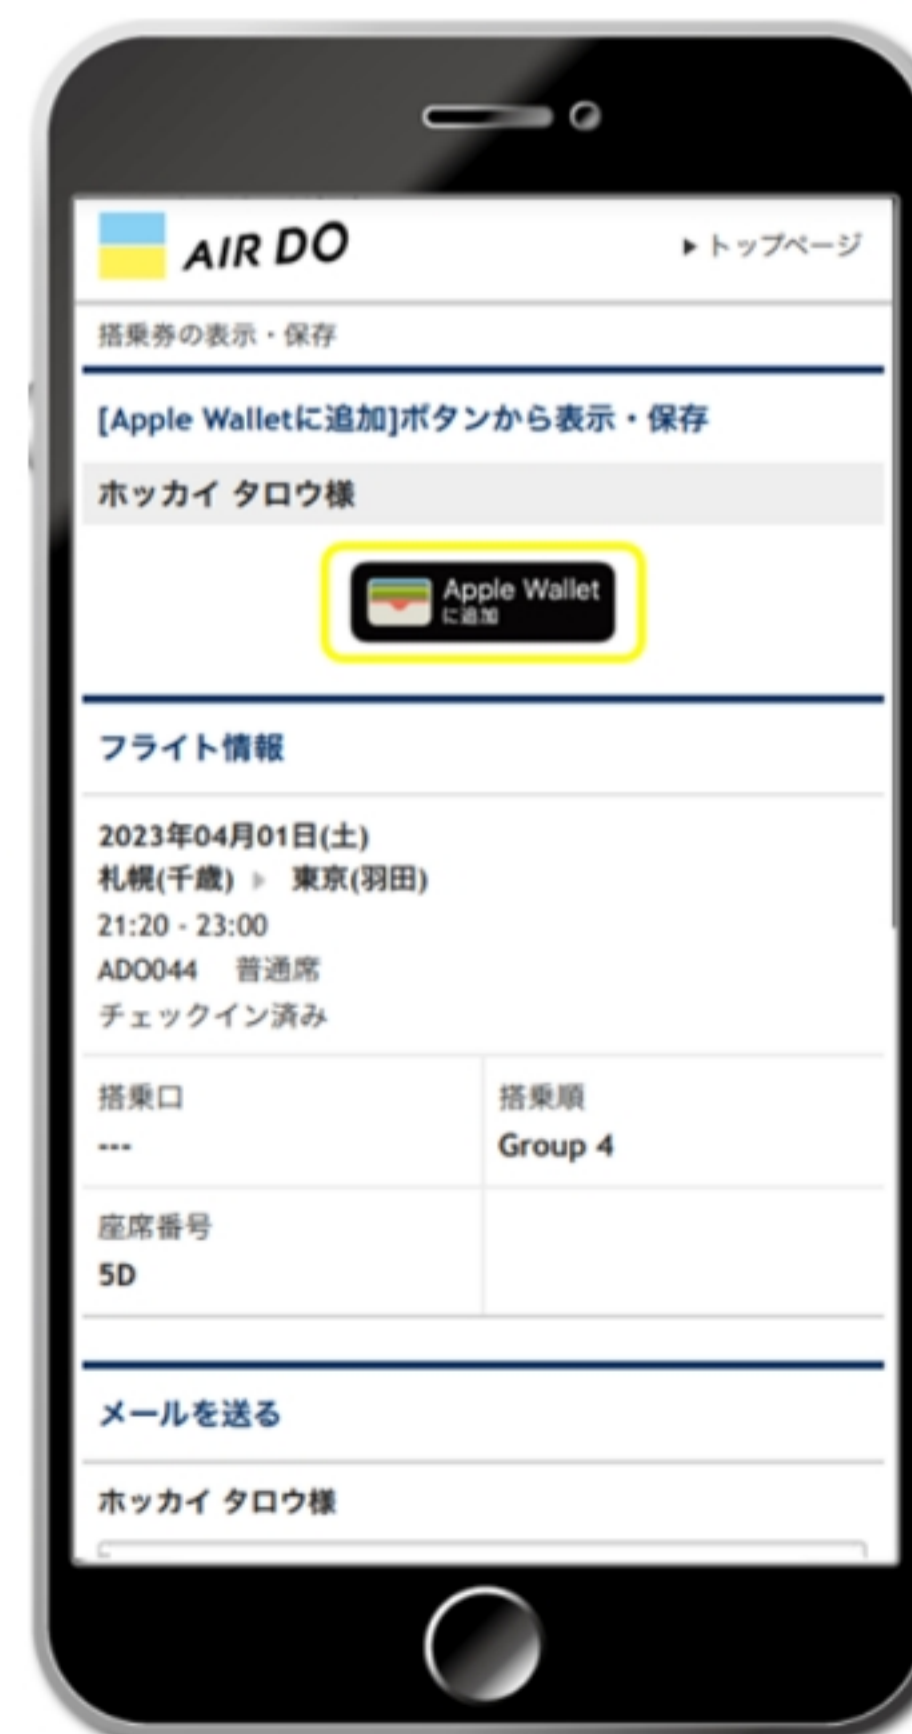 AIR DO
▶トップページ
搭乗券の表示・保存
[Apple Walletに追加]ボタンから表示・保存
ホッカイ タロウ様
Apple Wallet
に追加
フライト情報
2023年04月01日(土)
札幌(千歳) ▶ 東京(羽田)
21:20 - 23:00
ADO044 普通席
チェックイン済み
搭乗口 搭乗順
--- Group 4
座席番号
5D
メールを送る
ホッカイ タロウ様